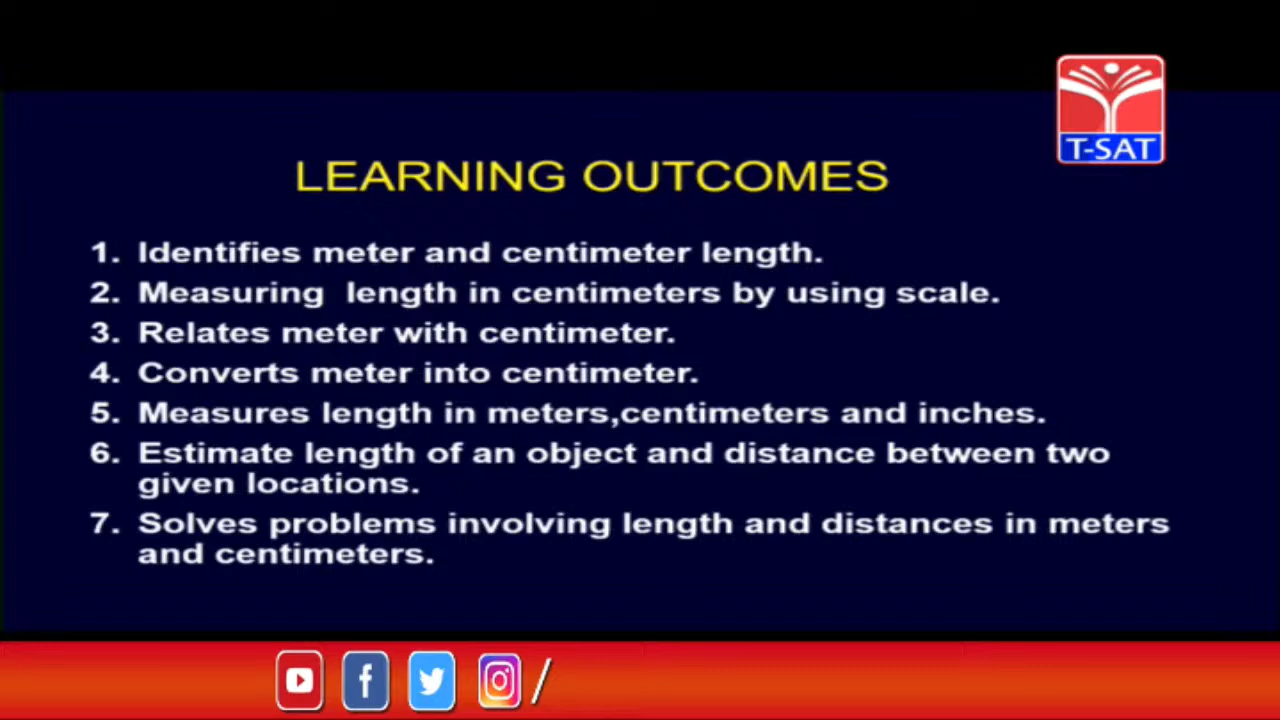 T-SAT
LEARNING OUTCOMES
1. Identifies meter and centimeter length.
2. Measuring length in centimeters by using scale.
3. Relates meter with centimeter.
4. Converts meter into centimeter.
5. Measures length in meters,centimeters and inches.
6. Estimate length of an object and distance between two
given locations.
7. Solves problems involving length and distances in meters
and centimeters.
/